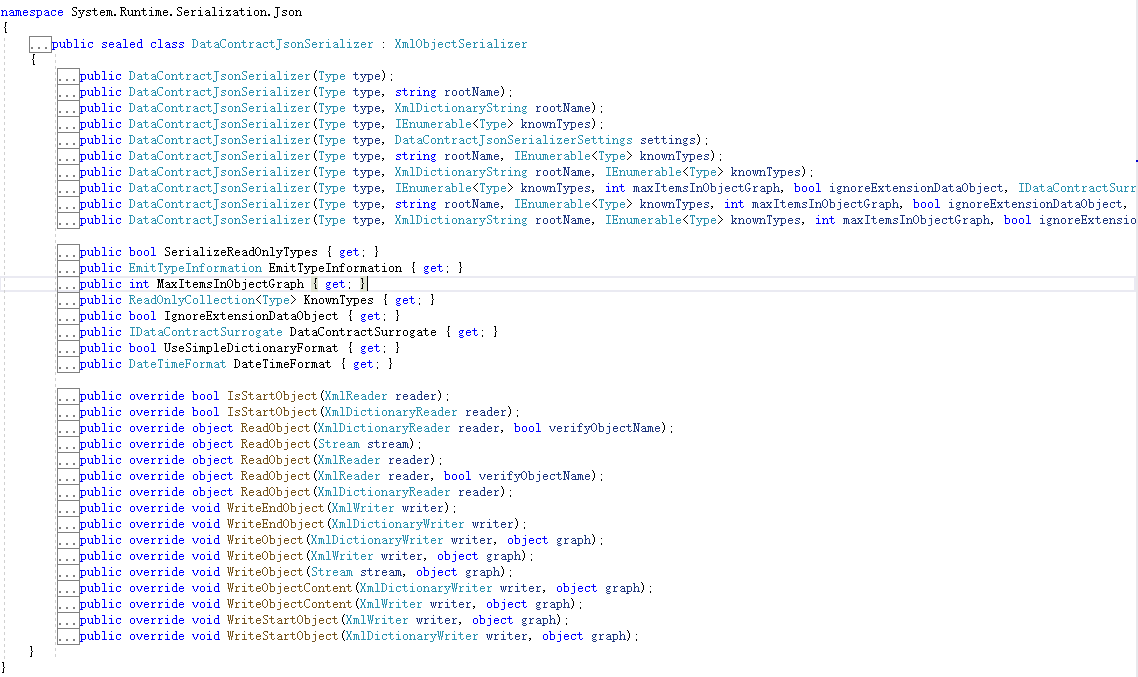 namespace System.Runtime.Serialization.Json
{
...public sealed class DataContractJsonSerializer : XmlObjectSerializer
{
...public DataContractJsonSerializer(Type type);
...public DataContractJsonSerializer(Type type, string rootName);
...public DataContractJsonSerializer(Type type, XmlDictionaryString rootName);
...public DataContractJsonSerializer(Type type, IEnumerable<Type> knownTypes);
...public DataContractJsonSerializer(Type type, DataContractJsonSerializerSettings settings);
...public DataContractJsonSerializer(Type type, string rootName, IEnumerable<Type> knownTypes);
...public DataContractJsonSerializer(Type type, XmlDictionaryString rootName, IEnumerable<Type> knownTypes);
...public DataContractJsonSerializer(Type type, IEnumerable<Type> knownTypes, int maxItemsInObjectGraph, bool ignoreExtensionDataObject, IDataContractSurr
...public DataContractJsonSerializer(Type type, string rootName, IEnumerable<Type> knownTypes, int maxItemsInObjectGraph, bool ignoreExtensionDataObject,
...public DataContractJsonSerializer(Type type, XmlDictionaryString rootName, IEnumerable<Type> knownTypes, int maxItemsInObjectGraph, bool ignoreExtensio
...public bool SerializeReadOnlyTypes { get; }
...public EmitTypeInformation EmitTypeInformation { get; }
...public int MaxItemsInObjectGraph { get; }
...public ReadOnlyCollection<Type> KnownTypes { get; }
...public bool IgnoreExtensionDataObject { get; }
...public IDataContractSurrogate DataContractSurrogate { get; }
...public bool UseSimpleDictionaryFormat { get; }
...public DateTimeFormat DateTimeFormat { get; }
...public override bool IsStartObject(XmlReader reader);
...public override bool IsStartObject(XmlDictionaryReader reader);
...public override object ReadObject(XmlDictionaryReader reader, bool verifyObjectName);
...public override object ReadObject(Stream stream);
...public override object ReadObject(XmlReader reader);
...public override object ReadObject(XmlReader reader, bool verifyObjectName);
...public override object ReadObject(XmlDictionaryReader reader);
...public override void WriteEndObject(XmlWriter writer);
...public override void WriteEndObject(XmlDictionaryWriter writer);
...public override void WriteObject(XmlDictionaryWriter writer, object graph);
...public override void WriteObject(XmlWriter writer, object graph);
...public override void WriteObject(Stream stream, object graph);
...public override void WriteObjectContent(XmlDictionaryWriter writer, object graph);
...public override void WriteObjectContent(XmlWriter writer, object graph);
...public override void WriteStartObject(XmlWriter writer, object graph);
...public override void WriteStartObject(XmlDictionaryWriter writer, object graph);
}
}